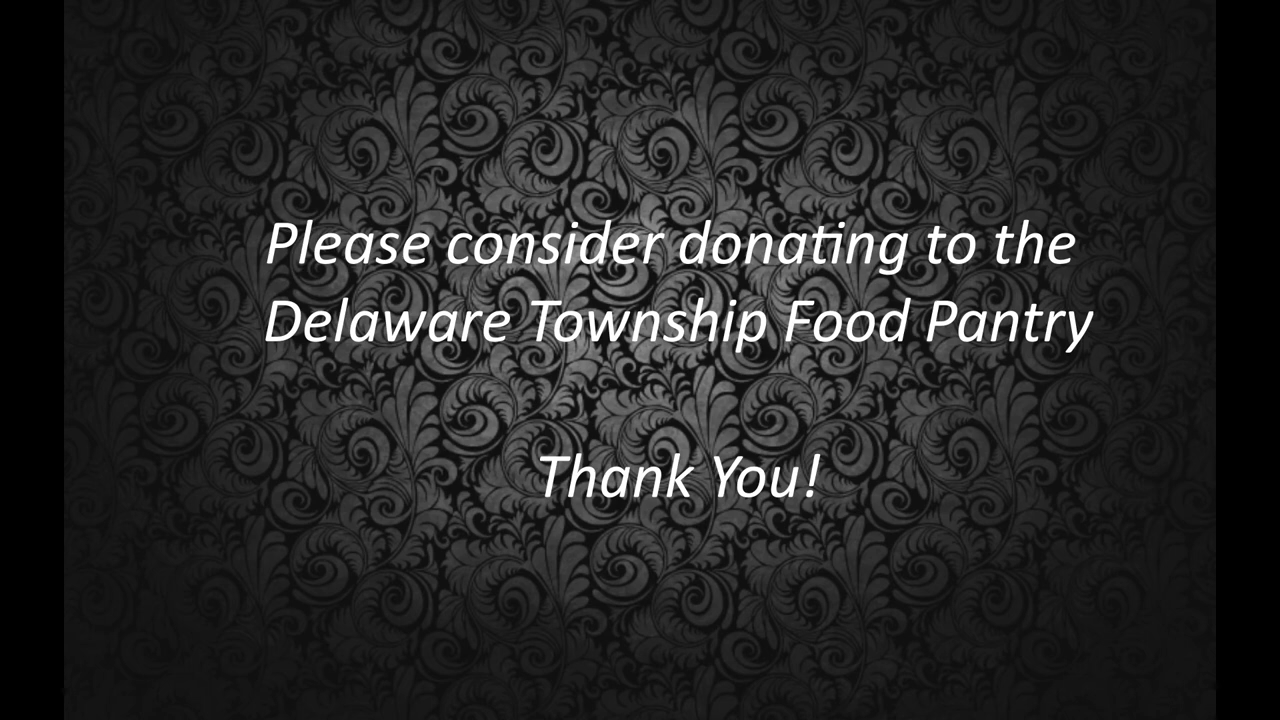 Please consider donating to the
Delaware Township Food Pantry
Thank You!